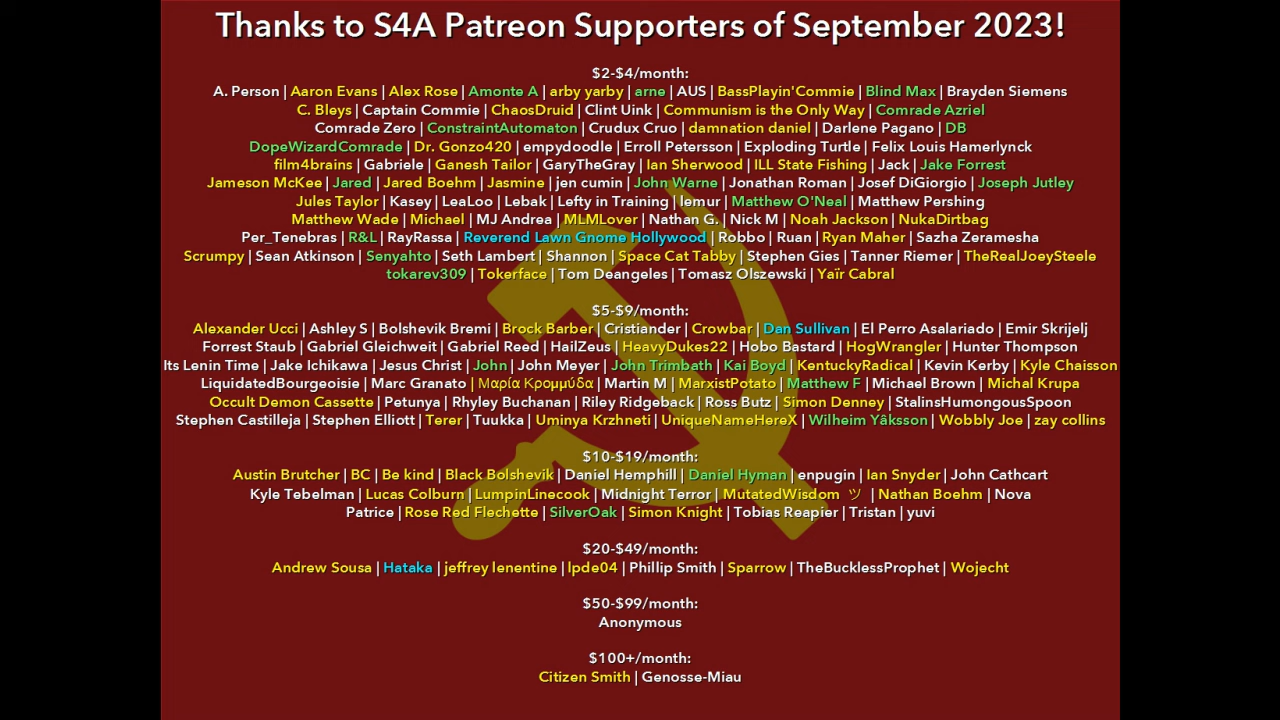 Thanks to S4A Patreon Supporters of September 2023!
$2-$4/month:
A. Person | Aaron Evans | Alex Rose | Amonte A | arby yarby | arne | AUS | BassPlayin'Commie | Blind Max | Brayden Siemens
C. Bleys | Captain Commie | ChaosDruid | Clint Uink | Communism is the Only Way | Comrade Azriel
Comrade Zero | ConstraintAutomaton | Crudux Cruo | damnation daniel | Darlene Pagano | DB
DopeWizardComrade | Dr. Gonzo420 | empydoodle | Erroll Petersson | Exploding Turtle | Felix Louis Hamerlynck
film4brains | Gabriele | Ganesh Tailor | GaryTheGray | Ian Sherwood | ILL State Fishing | Jack | Jake Forrest
Jameson McKee | Jared | Jared Boehm | Jasmine | jen cumin | John Warne | Jonathan Roman | Josef DiGiorgio | Joseph Jutley
Jules Taylor | Kasey | LeaLoo | Lebak | Lefty in Training | lemur | Matthew O'Neal | Matthew Pershing
Matthew Wade | Michael | MJ Andrea | MLMLover | Nathan G. | Nick M | Noah Jackson | NukaDirtbag
Per_Tenebras | R&L | RayRassa | Reverend Lawn Gnome Hollywood | Robbo | Ruan | Ryan Maher | Sazha Zeramesha
Scrumpy | Sean Atkinson | Senyahto | Seth Lambert | Shannon | Space Cat Tabby | Stephen Gies | Tanner Riemer | TheRealJoeySteele
tokarev309 | Tokerface | Tom Deangeles | Tomasz Olszewski | Yaïr Cabral
$5-$9/month:
Alexander Ucci | Ashley S | Bolshevik Bremi | Brock Barber | Cristiander | Crowbar | Dan Sullivan | El Perro Asalariado | Emir Skrijelj
Forrest Staub | Gabriel Gleichweit | Gabriel Reed | HailZeus | HeavyDukes22 | Hobo Bastard | HogWrangler | Hunter Thompson
Its Lenin Time | Jake Ichikawa | Jesus Christ | John | John Meyer | John Trimbath | Kai Boyd | KentuckyRadical | Kevin Kerby | Kyle Chaisson
LiquidatedBourgeoisie | Marc Granato | Μαρία Κρομμύδα | Martin M | MarxistPotato | Matthew F | Michael Brown | Michal Krupa
Occult Demon Cassette | Petunya | Rhyley Buchanan | Riley Ridgeback | Ross Butz | Simon Denney | StalinsHumongousSpoon
Stephen Castilleja | Stephen Elliott | Terer | Tuukka | Uminya Krzhneti | UniqueNameHereX | Wilheim Yâksson | Wobbly Joe | zay collins
$10-$19/month:
Austin Brutcher | BC | Be kind | Black Bolshevik | Daniel Hemphill | Daniel Hyman | enpugin | Ian Snyder | John Cathcart
Kyle Tebelman | Lucas Colburn | LumpinLinecook | Midnight Terror | MutatedWisdom ツ | Nathan Boehm | Nova
Patrice | Rose Red Flechette | SilverOak | Simon Knight | Tobias Reapier | Tristan | yuvi
$20-$49/month:
Andrew Sousa | Hataka | jeffrey lenentine | lpde04 | Phillip Smith | Sparrow | TheBucklessProphet | Wojecht
$50-$99/month:
Anonymous
$100+/month:
Citizen Smith | Genosse-Miau